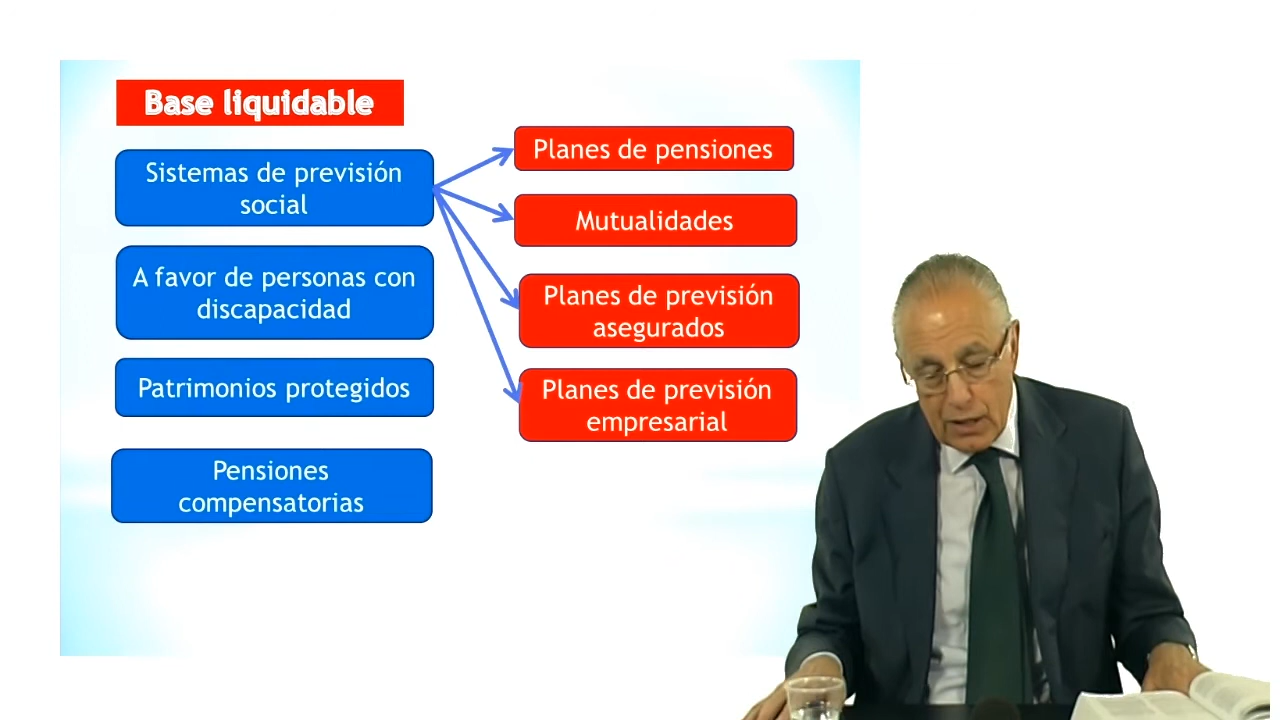 Base liquidable
Sistemas de previsión
social
A favor de personas con
discapacidad
Patrimonios protegidos
Pensiones
compensatorias
Planes de pensiones
Mutualidades
Planes de previsión
asegurados
Planes de previsión
empresarial